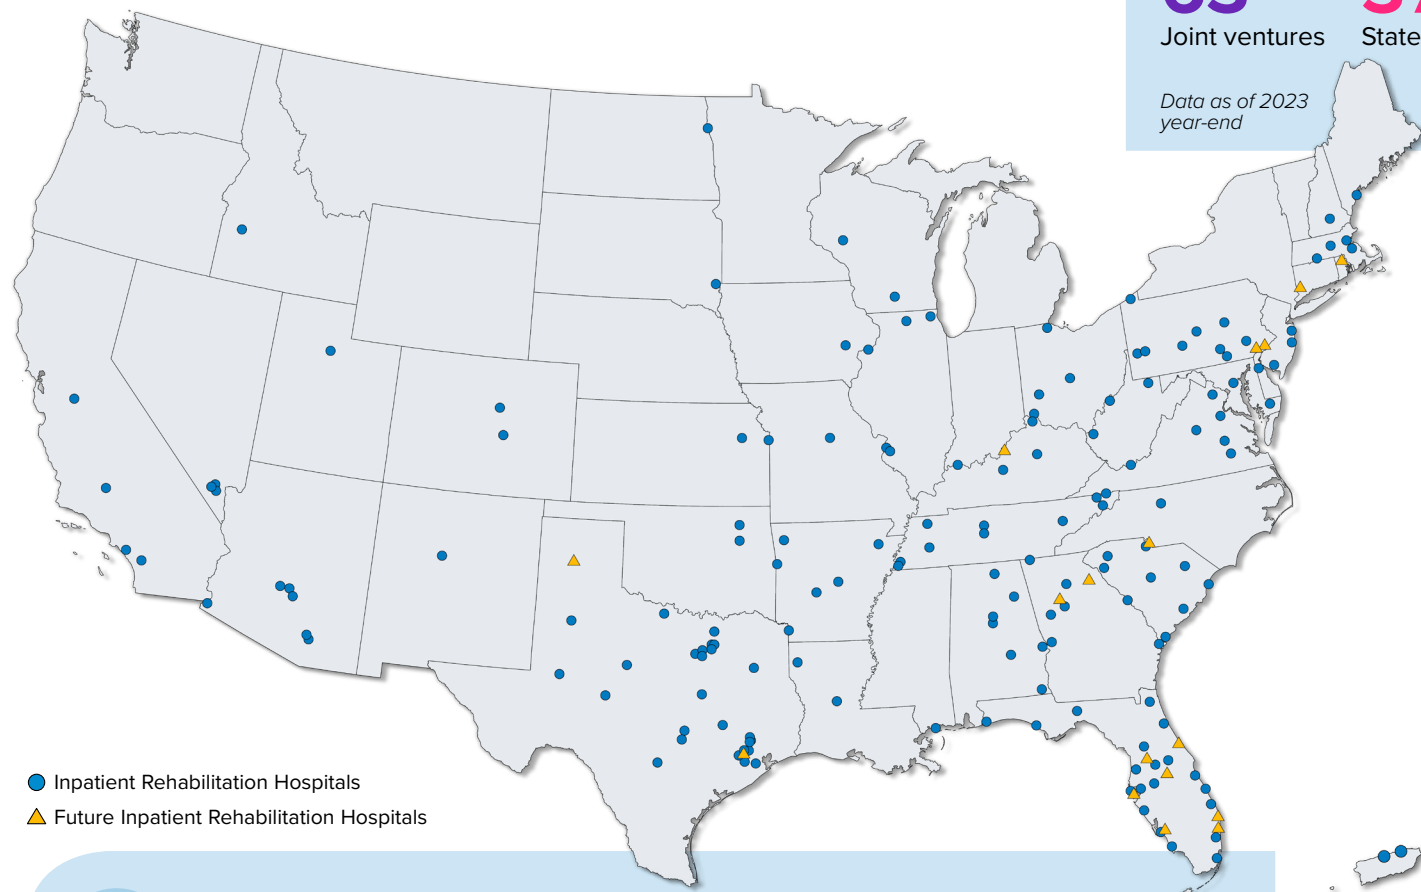 Joint ventures
State
Data as of 2023
year-end
Inpatient Rehabilitation Hospitals
Future Inpatient Rehabilitation Hospitals